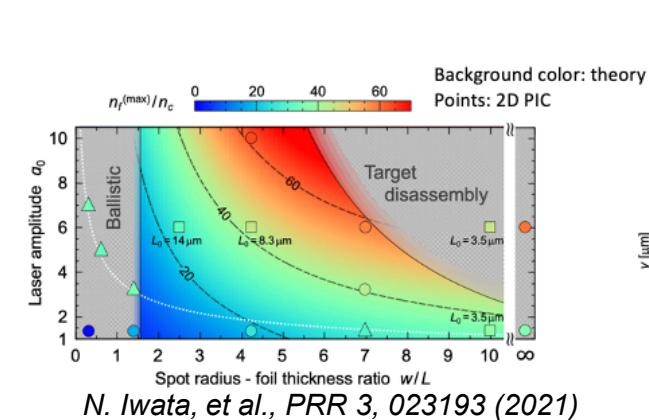 Background color: theory
Points: 2D PIC
n_f^(max)/n_c
0 20 40 60
Laser amplitude a_0
10
8
6
4
2
1
Ballistic
Target
disassembly
60
40
20
L_0 = 14 μm
L_0 = 8.3 μm
L_0 = 3.5 μm
L_0 = 3.5 μm
0 1 2 3 4 5 6 7 8 9 10 ∞
Spot radius - foil thickness ratio w/L
y [μm]
N. Iwata, et al., PRR 3, 023193 (2021)